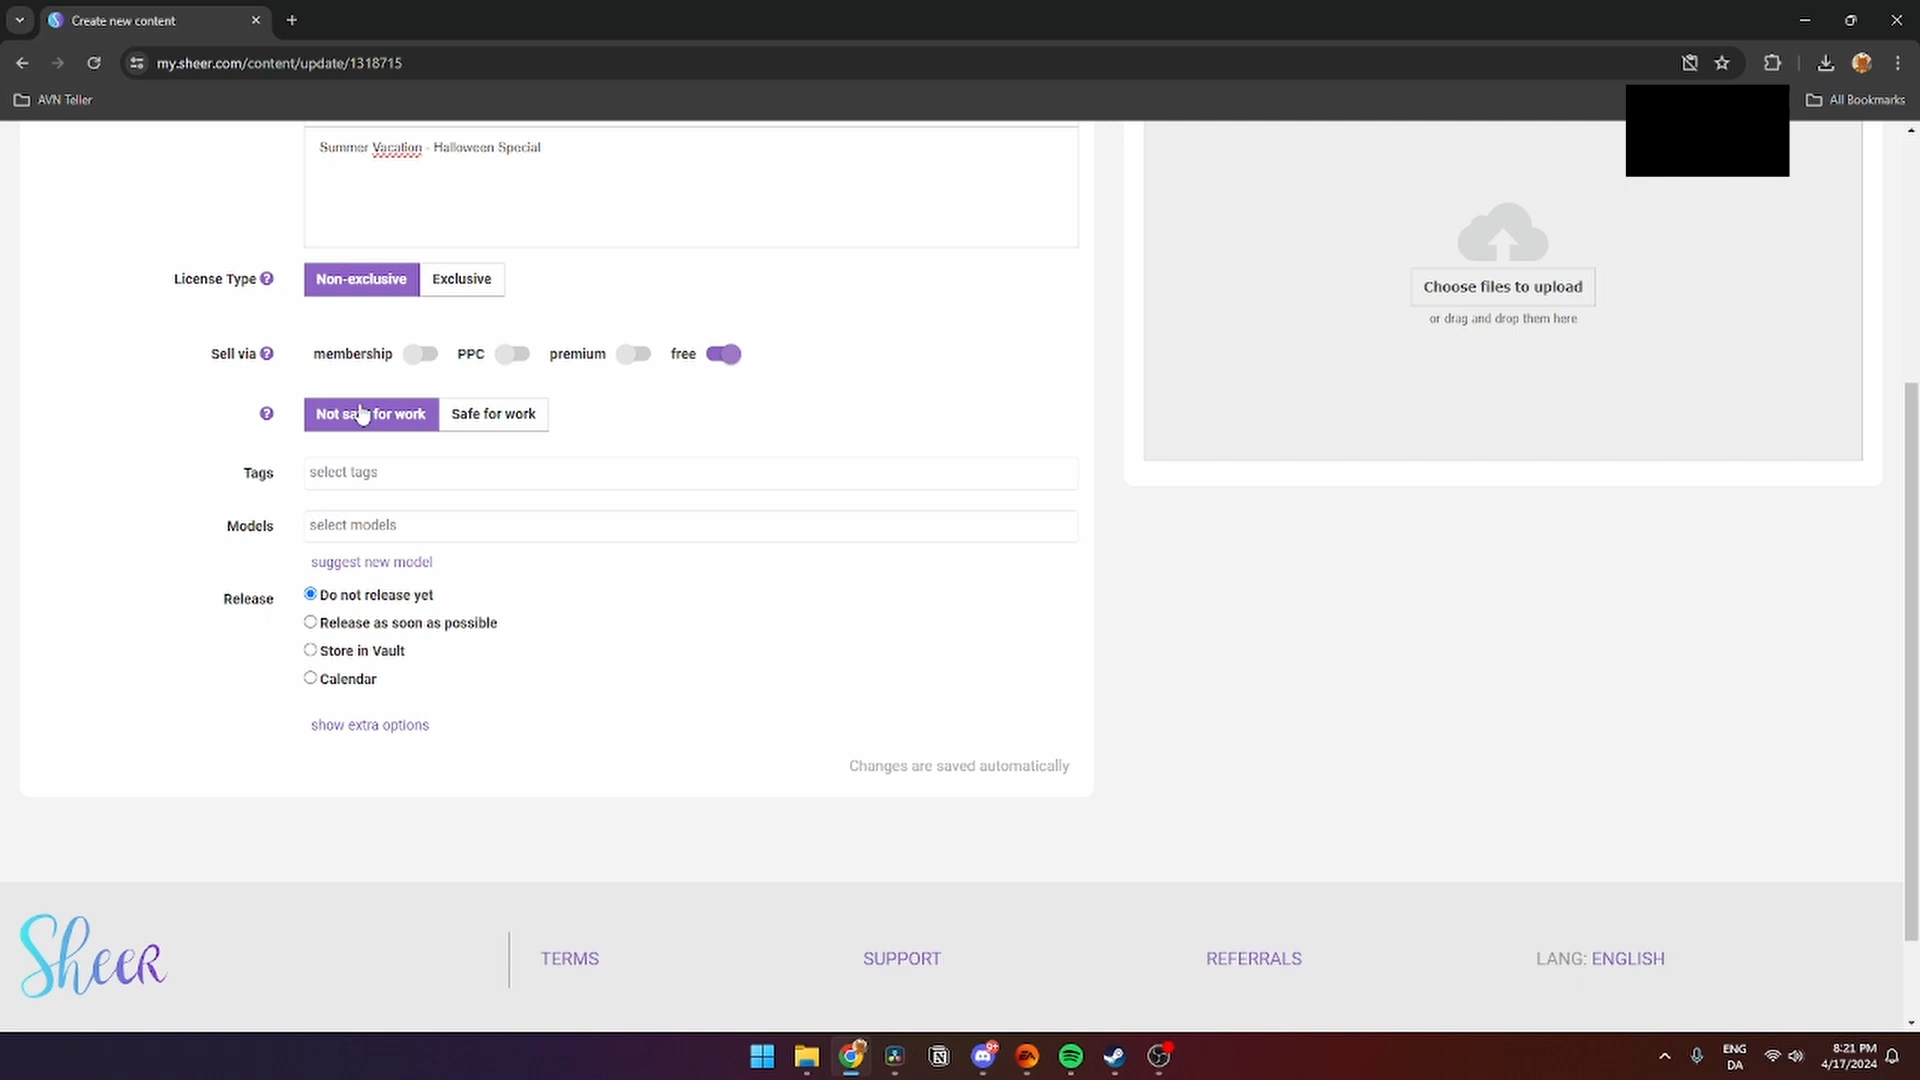 Create new content
my.sheer.com/content/update/1318715
AVN Teller
All Bookmarks
Summer Vacation - Halloween Special
License Type ?
Non-exclusive
Exclusive
Sell via ?
membership
PPC
premium
free
?
Not safe for work
Safe for work
Tags
select tags
Models
select models
suggest new model
Release
Do not release yet
Release as soon as possible
Store in Vault
Calendar
show extra options
Changes are saved automatically
Choose files to upload
or drag and drop them here
Sheer
TERMS
SUPPORT
REFERRALS
LANG: ENGLISH
9+
EA
ENG
DA
8:21 PM
4/17/2024